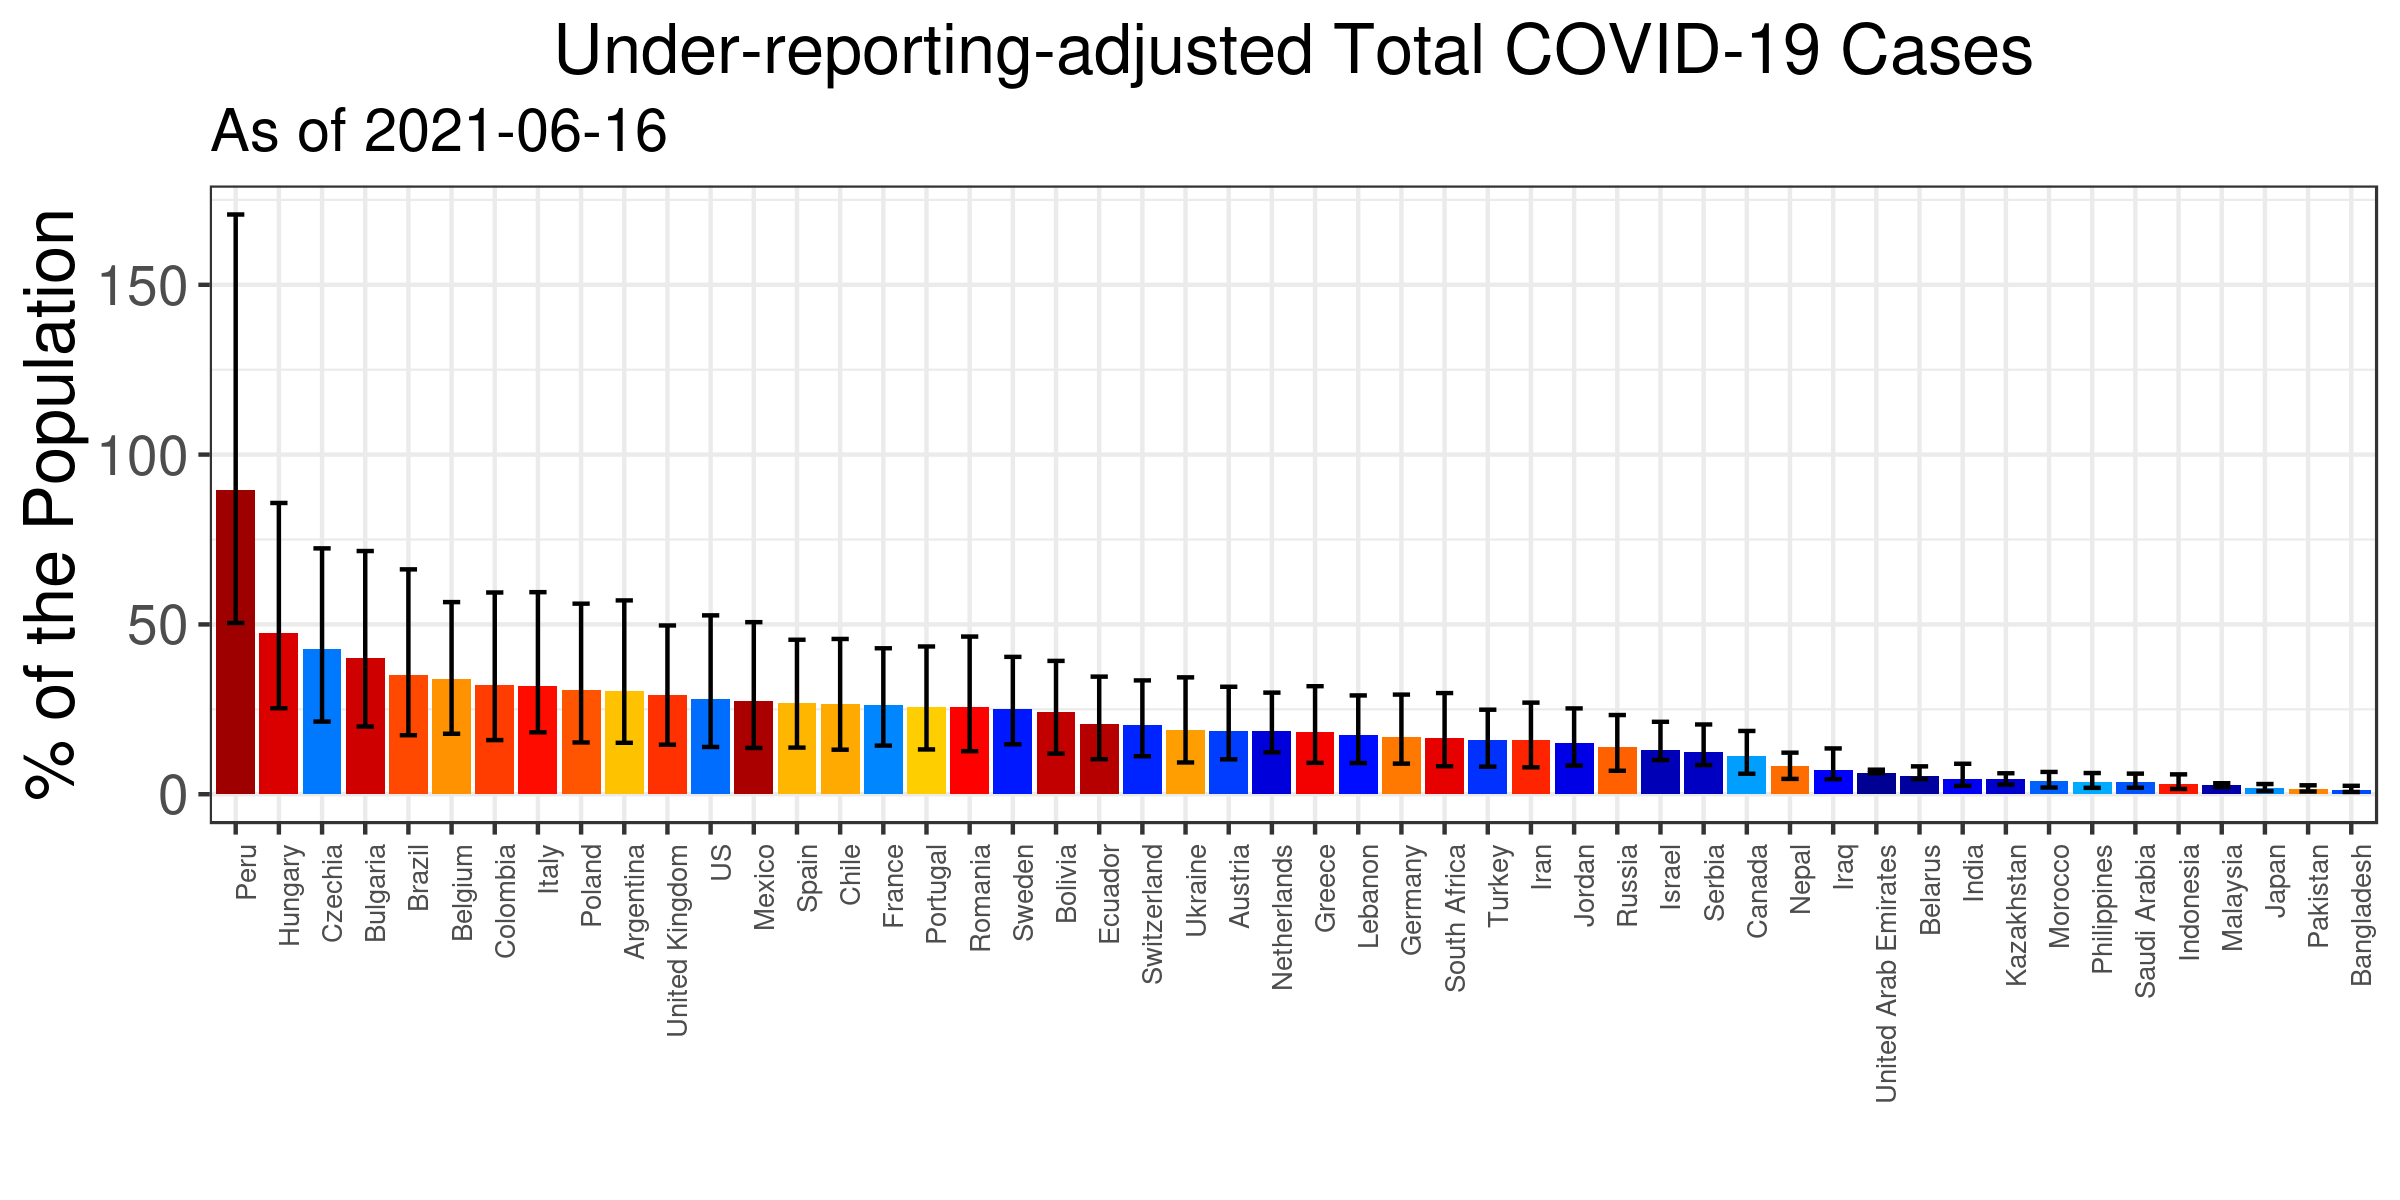 Under-reporting-adjusted Total COVID-19 Cases
As of 2021-06-16
% of the Population
150
100
50
0
Peru
Hungary
Czechia
Bulgaria
Brazil
Belgium
Colombia
Italy
Poland
Argentina
United Kingdom
US
Mexico
Spain
Chile
France
Portugal
Romania
Sweden
Bolivia
Ecuador
Switzerland
Ukraine
Austria
Netherlands
Greece
Lebanon
Germany
South Africa
Turkey
Iran
Jordan
Russia
Israel
Serbia
Canada
Nepal
Iraq
United Arab Emirates
Belarus
India
Kazakhstan
Morocco
Philippines
Saudi Arabia
Indonesia
Malaysia
Japan
Pakistan
Bangladesh